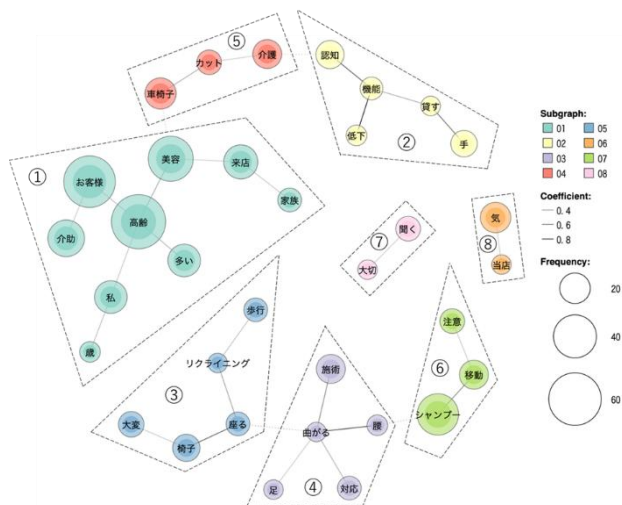 ⑤
介護
カット
車椅子
認知
機能
貸す
低下
手
②
①
美容
来店
お客様
家族
高齢
介助
多い
私
歳
⑦
聞く
大切
気
⑧
当店
③
歩行
リクライニング
大変
椅子
座る
施術
曲がる
腰
足
対応
④
注意
⑥
移動
シャンプー
Subgraph:
01 05
02 06
03 07
04 08
Coefficient:
0. 4
0. 6
0. 8
Frequency:
20
40
60